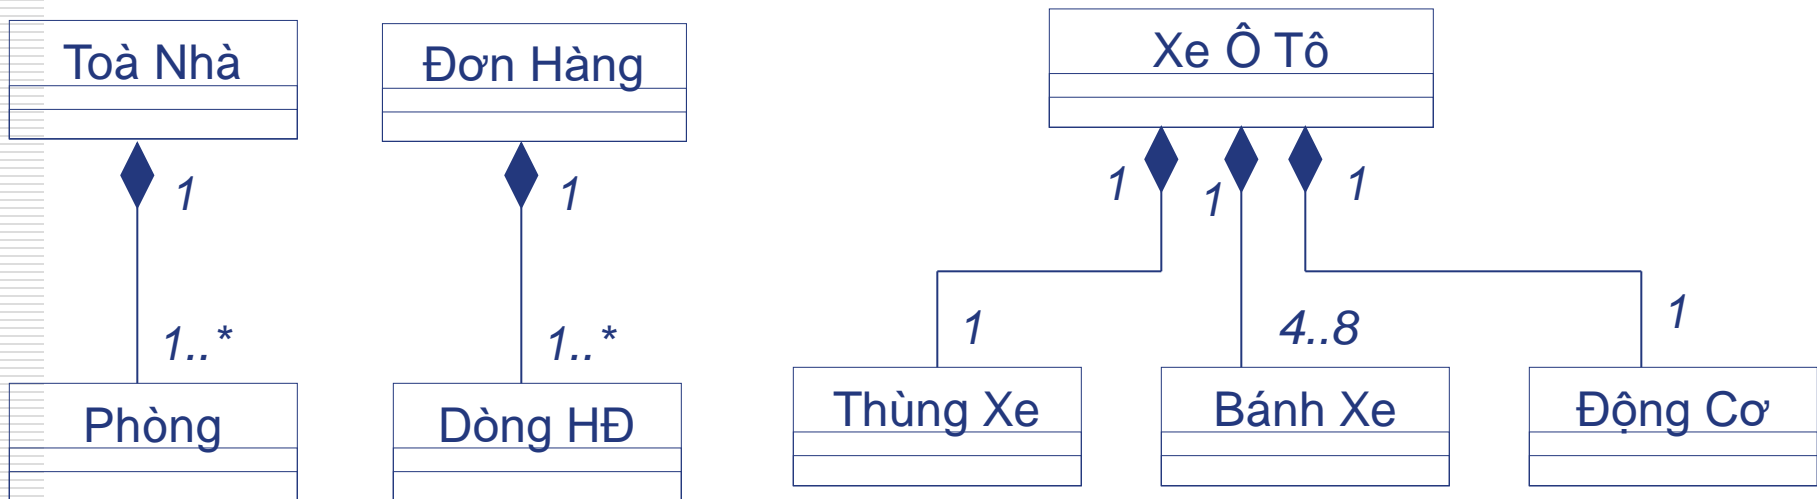 Toà Nhà
Đơn Hàng
Xe Ô Tô
1
1
1
1
1
1..*
1..*
1
4..8
1
Phòng
Dòng HĐ
Thùng Xe
Bánh Xe
Động Cơ